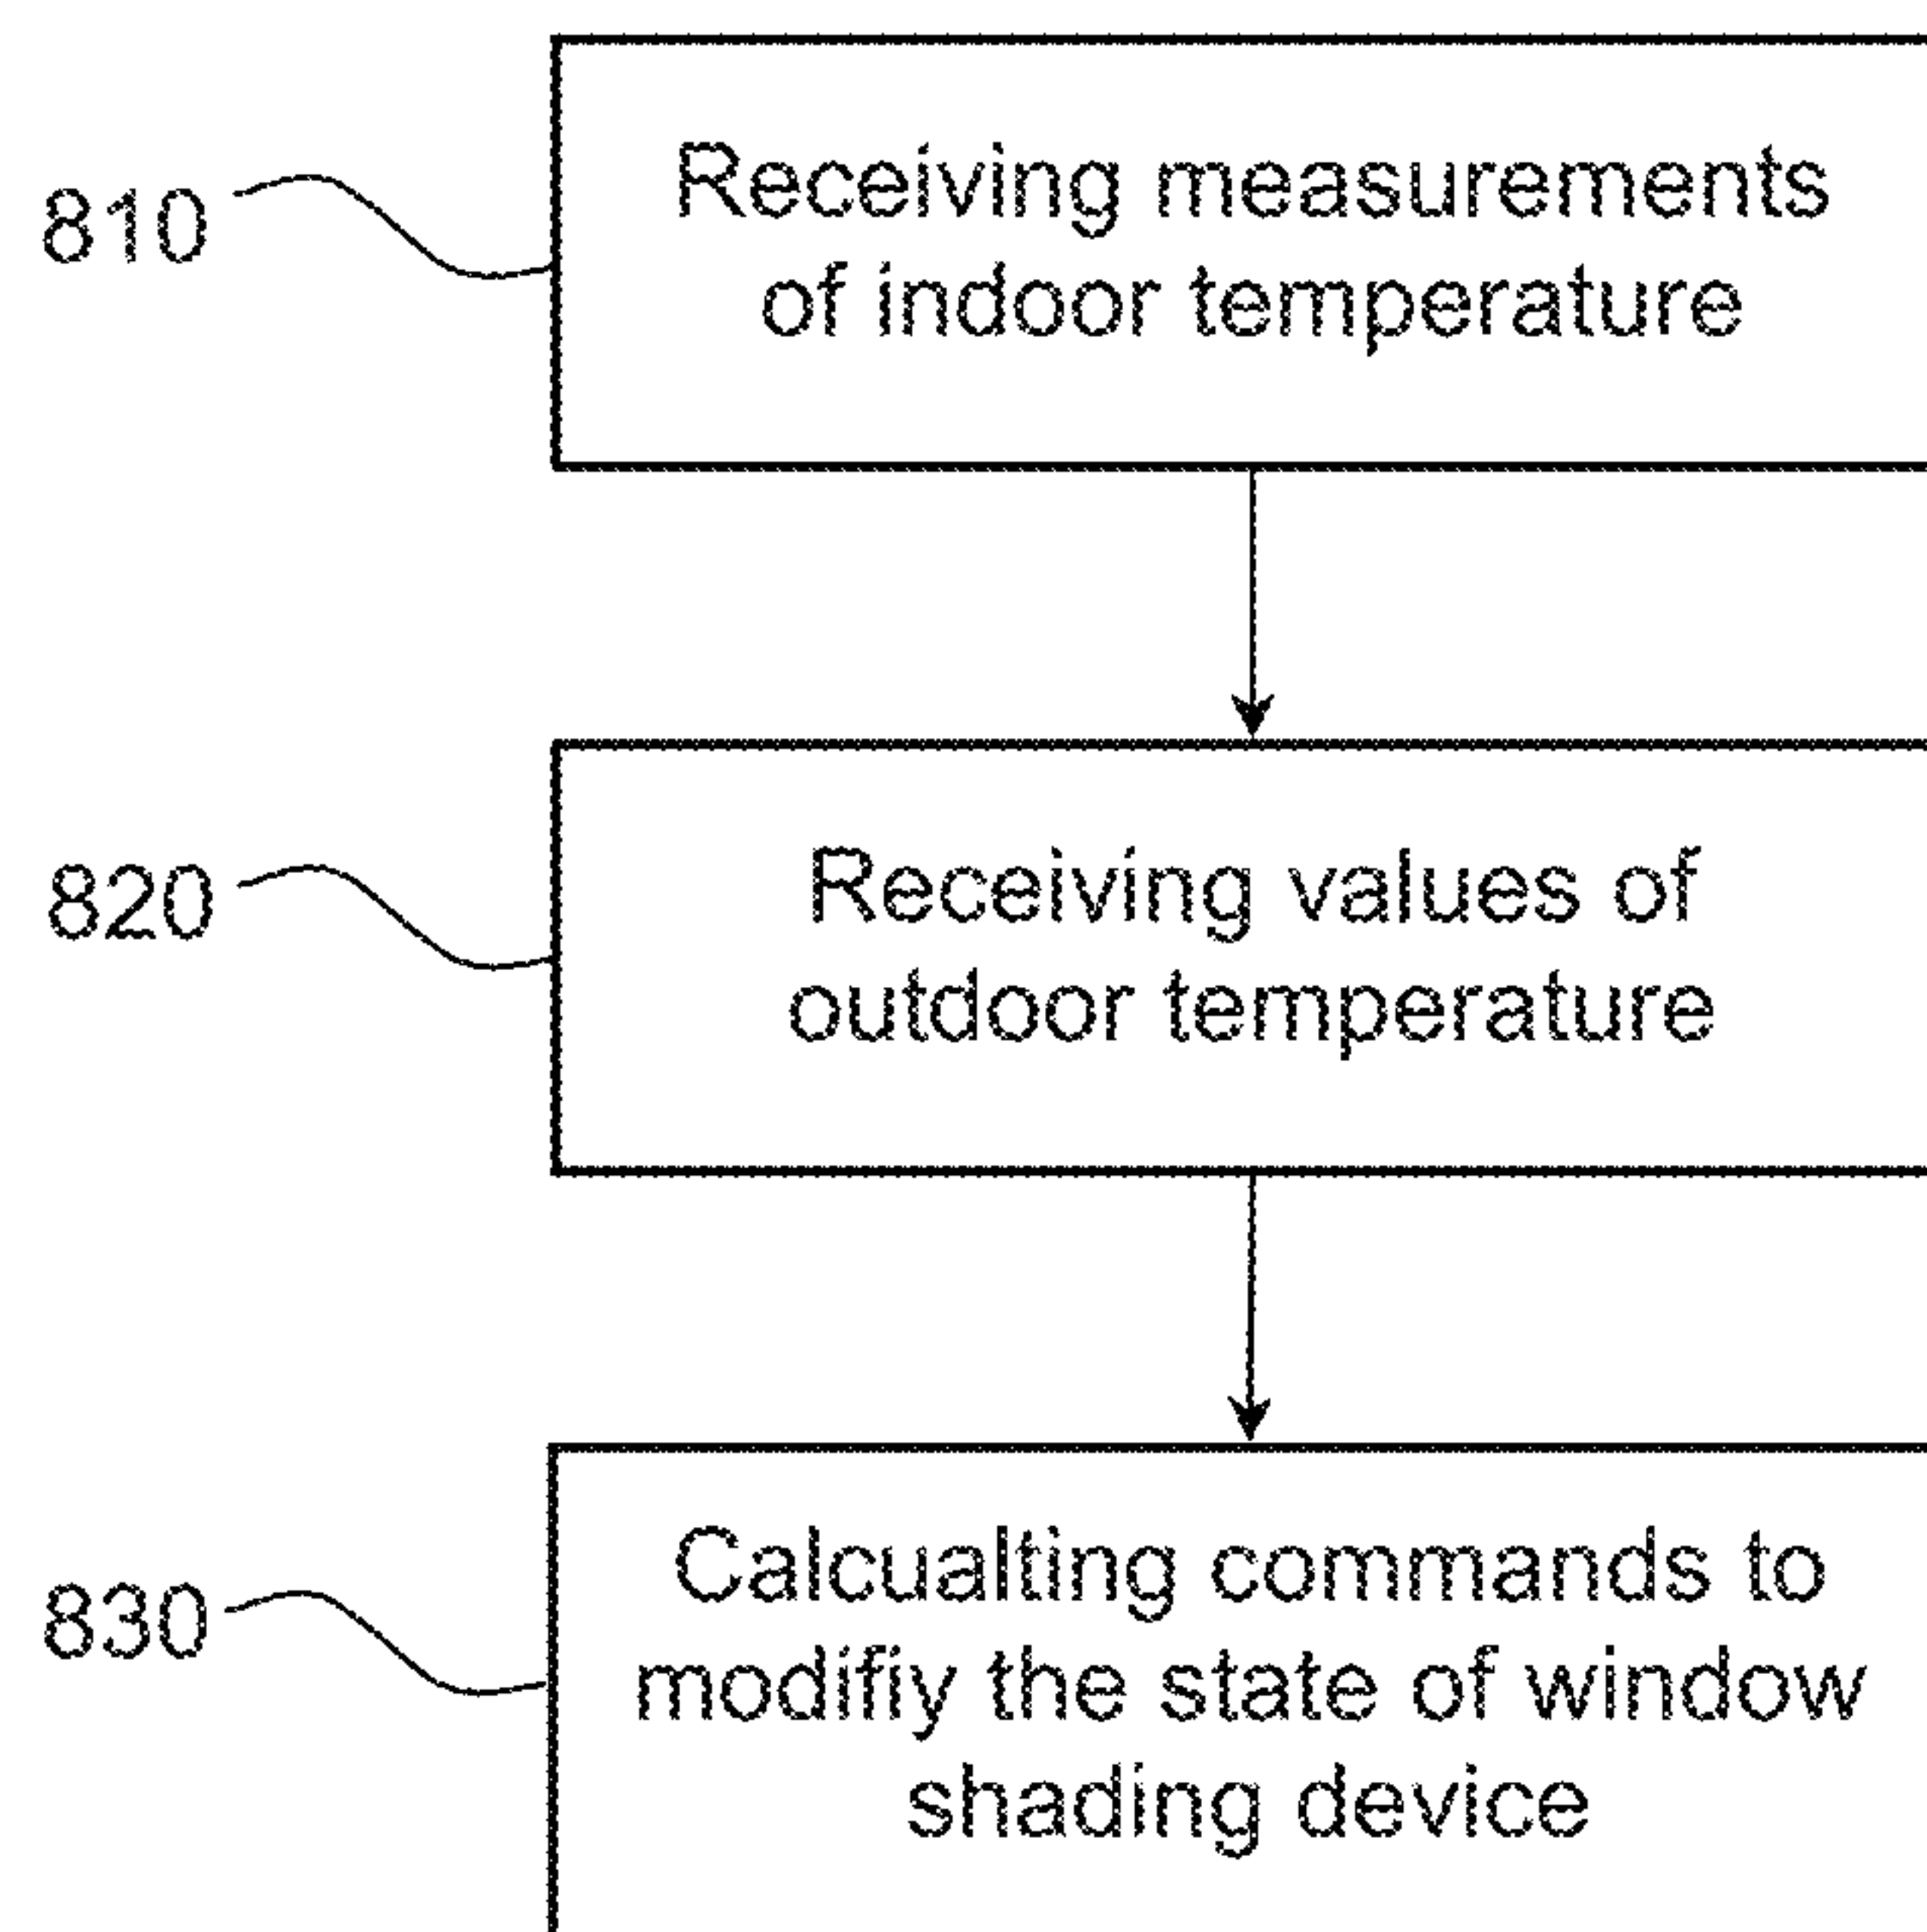 810
Receiving measurements
of indoor temperature
820
Receiving values of
outdoor temperature
830
Calcualting commands to
modifiy the state of window
shading device